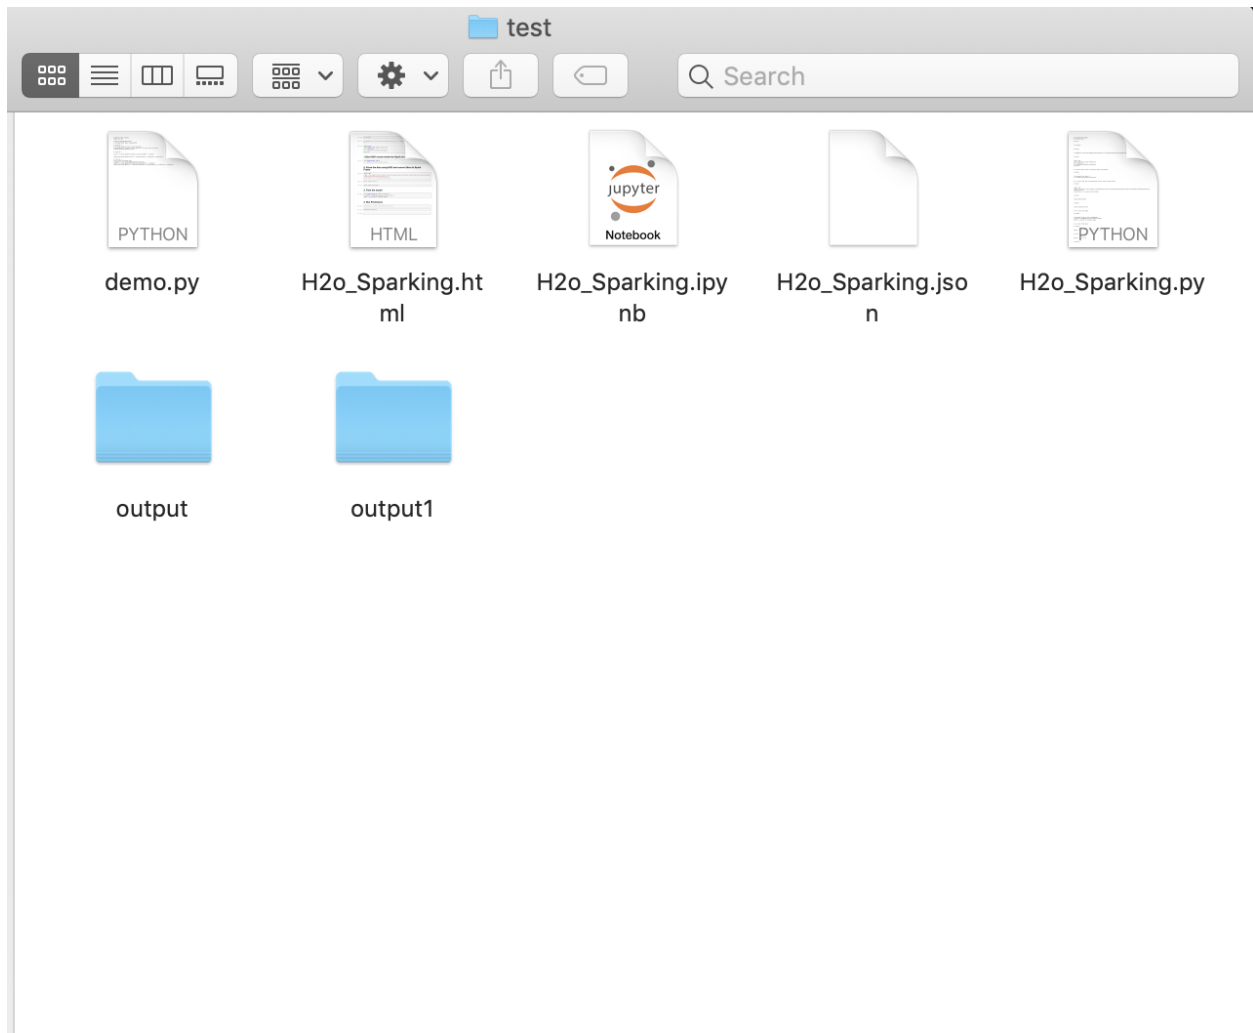 test
Search
PYTHON
HTML
jupyter
Notebook
PYTHON
demo.py
H2o_Sparking.ht
ml
H2o_Sparking.ipy
nb
H2o_Sparking.jso
n
H2o_Sparking.py
output
output1